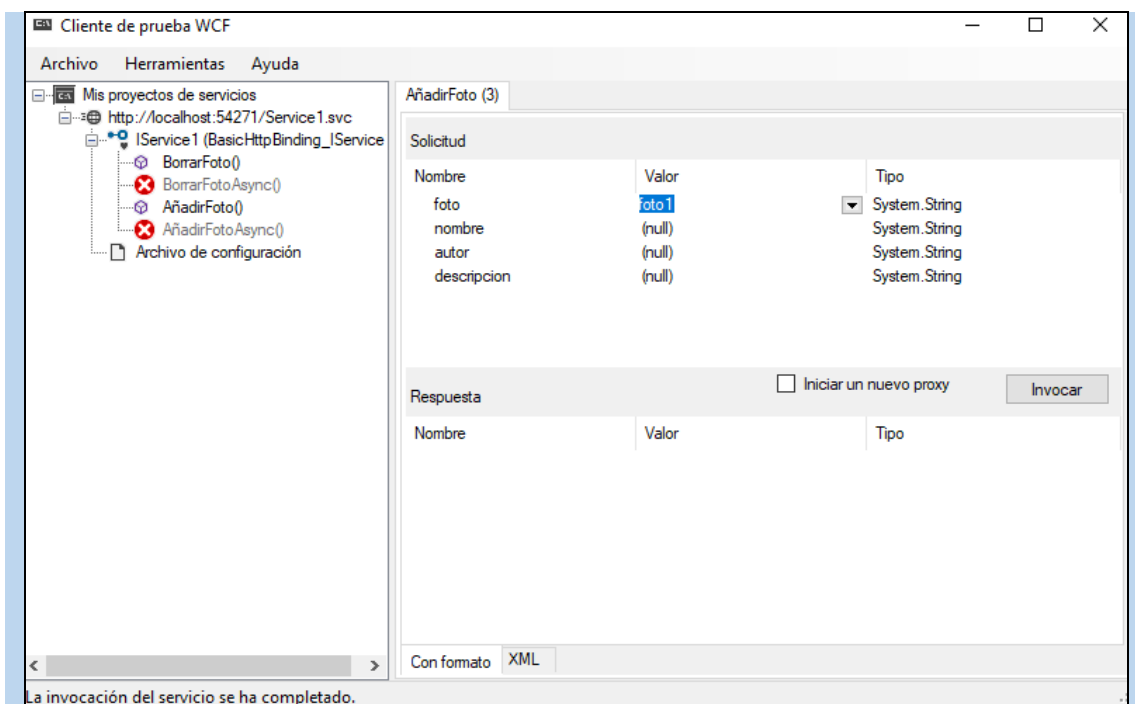 Cliente de prueba WCF
Archivo Herramientas Ayuda
Mis proyectos de servicios
http://localhost:54271/Service1.svc
IService1 (BasicHttpBinding_IService
BorrarFoto()
BorrarFotoAsync()
AñadirFoto()
AñadirFotoAsync()
Archivo de configuración
AñadirFoto (3)
Solicitud
Nombre Valor Tipo
foto foto1 System.String
nombre (null) System.String
autor (null) System.String
descripcion (null) System.String
Iniciar un nuevo proxy Invocar
Respuesta
Nombre Valor Tipo
Con formato XML
La invocación del servicio se ha completado.